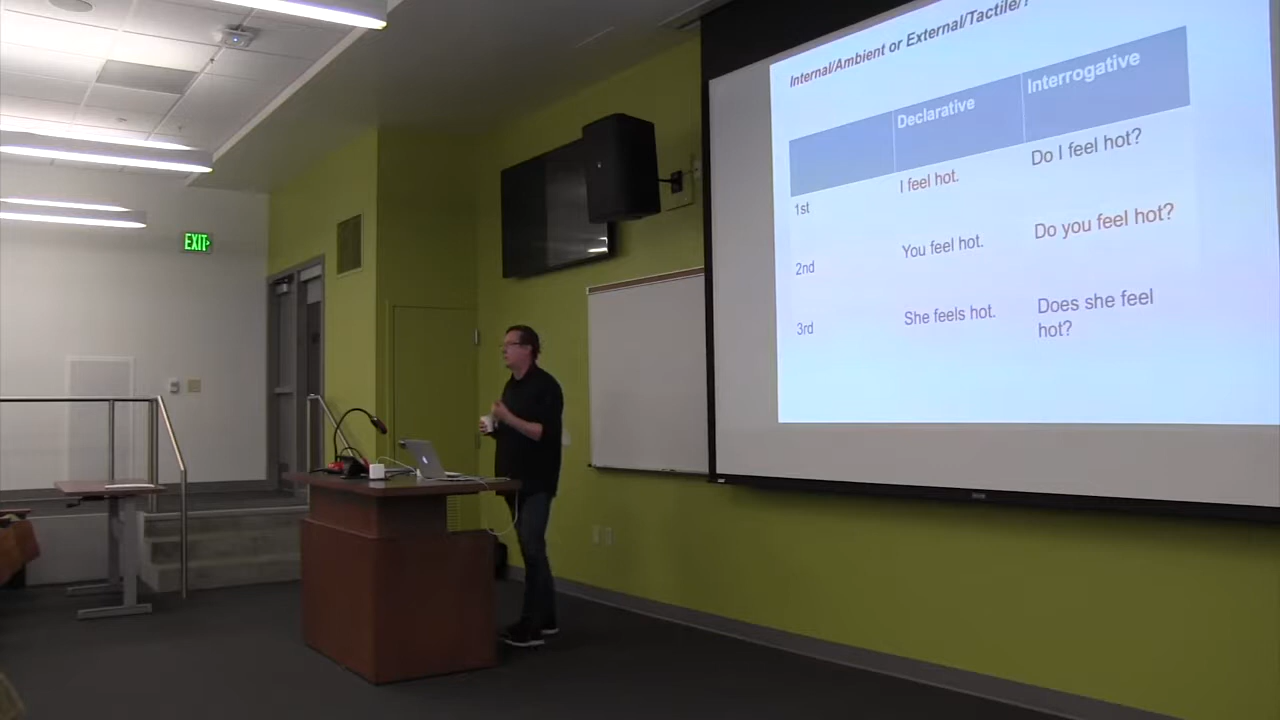 EXIT
Internal/Ambient or External/Tactile/?
Declarative Interrogative
1st I feel hot. Do I feel hot?
2nd You feel hot. Do you feel hot?
3rd She feels hot. Does she feel
hot?